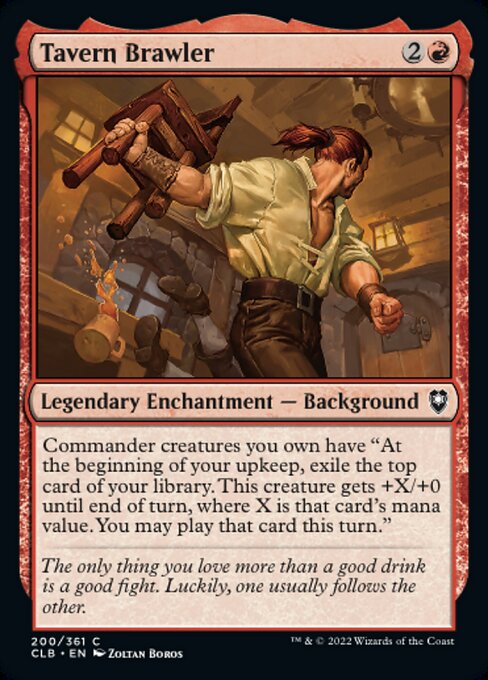 Tavern Brawler 2
Legendary Enchantment — Background
Commander creatures you own have “At
the beginning of your upkeep, exile the top
card of your library. This creature gets +X/+0
until end of turn, where X is that card's mana
value. You may play that card this turn.”
The only thing you love more than a good drink
is a good fight. Luckily, one usually follows the
other.
200/361 C
CLB • EN Zoltan Boros
™ & © 2022 Wizards of the Coast